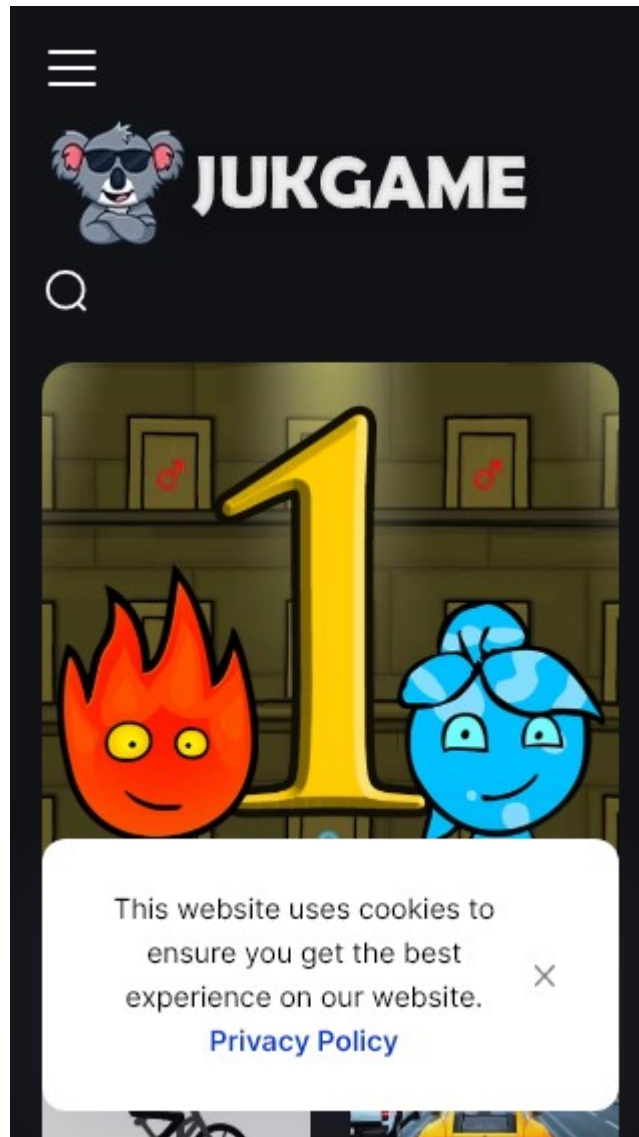 JUKGAME
1
This website uses cookies to
ensure you get the best
experience on our website.
Privacy Policy